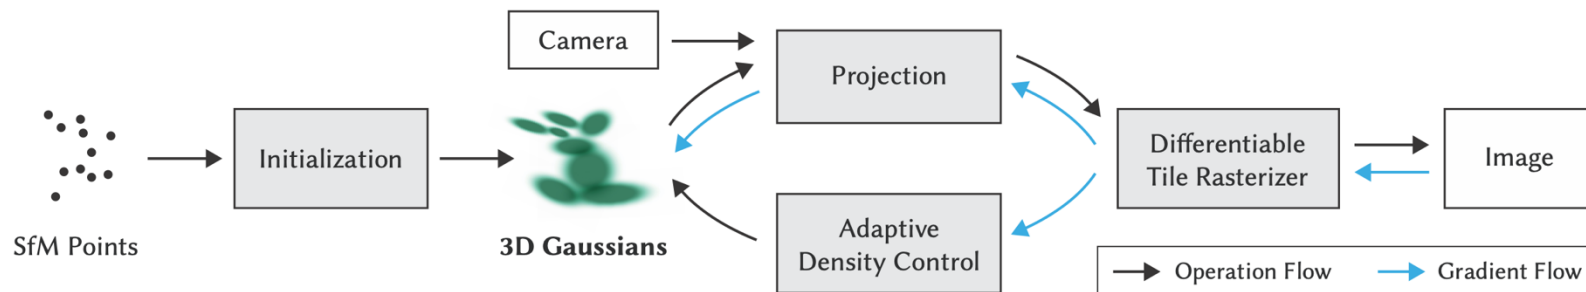 SfM Points
Initialization
3D Gaussians
Camera
Projection
Adaptive
Density Control
Differentiable
Tile Rasterizer
Image
Operation Flow
Gradient Flow